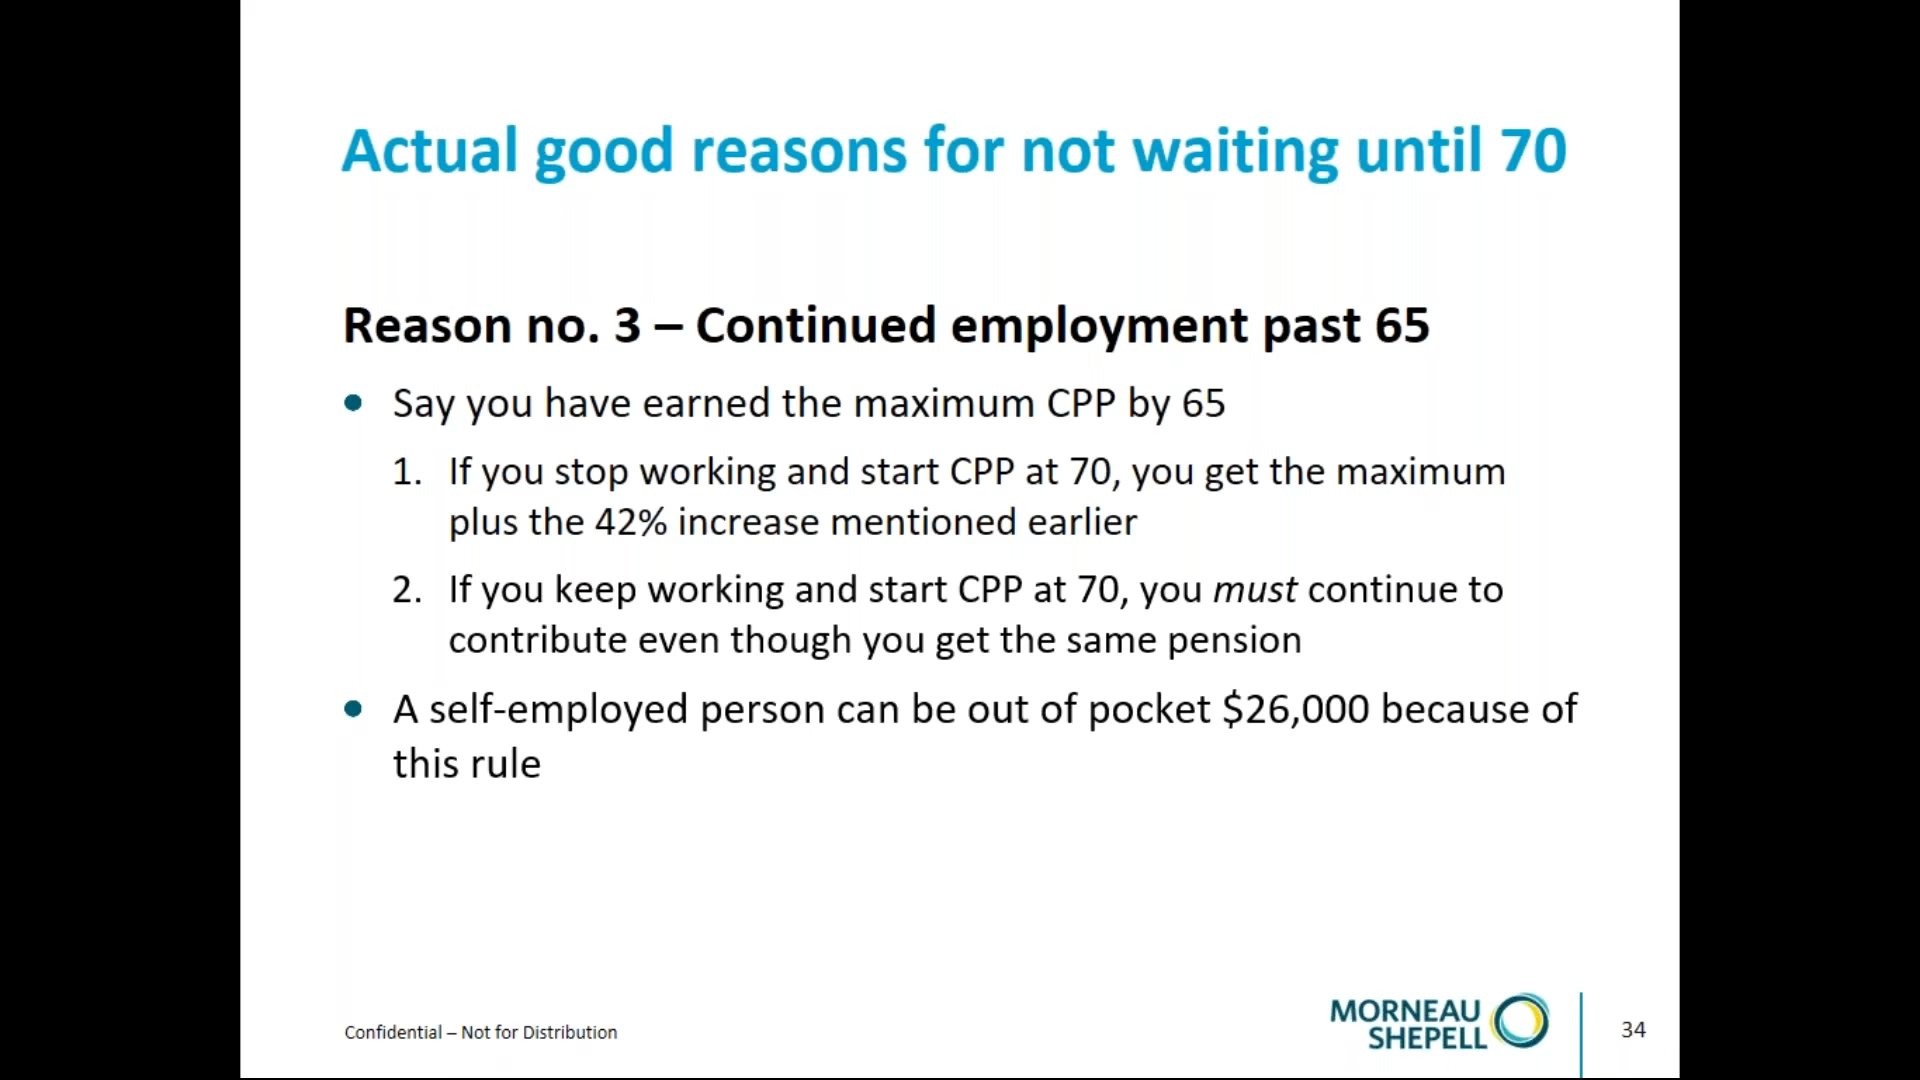 Actual good reasons for not waiting until 70
Reason no. 3 – Continued employment past 65
• Say you have earned the maximum CPP by 65
1. If you stop working and start CPP at 70, you get the maximum
plus the 42% increase mentioned earlier
2. If you keep working and start CPP at 70, you must continue to
contribute even though you get the same pension
• A self-employed person can be out of pocket $26,000 because of
this rule
Confidential – Not for Distribution
MORNEAU
SHEPELL
34